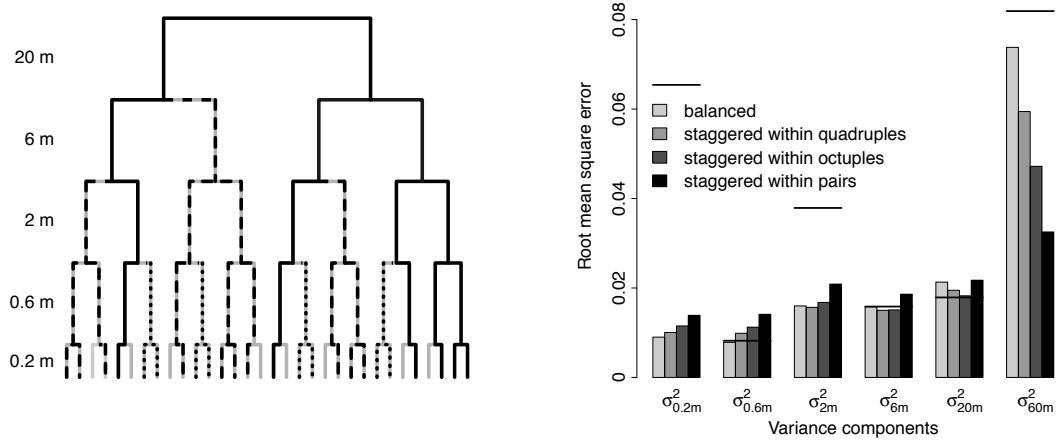 20 m
6 m
2 m
0.6 m
0.2 m
Root mean square error
0.08
0.06
0.04
0.02
0
balanced
staggered within quadruples
staggered within octuples
staggered within pairs
σ²0.2m σ²0.6m σ²2m σ²6m σ²20m σ²60m
Variance components